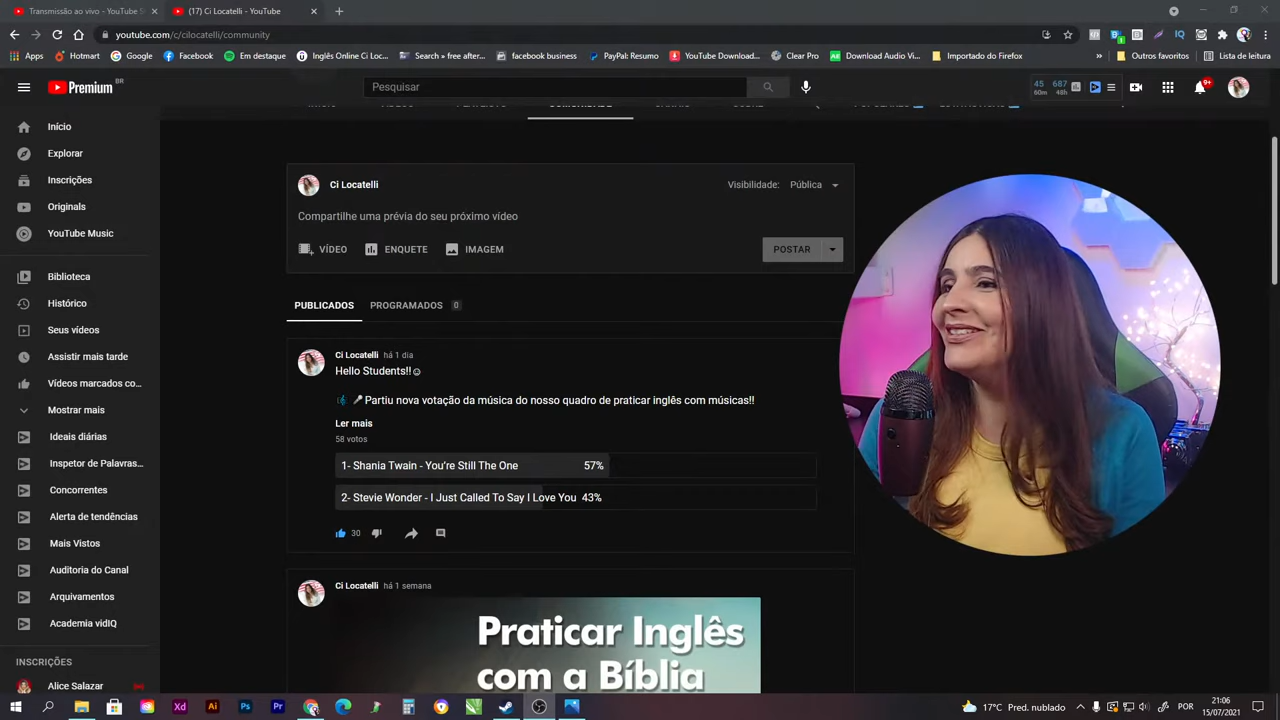 Transmissão ao vivo - YouTube S
(17) Ci Locatelli - YouTube
youtube.com/c/cilocatelli/community
Apps
Hotmart
Google
Facebook
Em destaque
Inglês Online Ci Loc...
Search » free after...
facebook business
PayPal: Resumo
YouTube Download...
Clear Pro
Download Audio Vi...
Importado do Firefox
Outros favoritos
Lista de leitura
Premium BR
Pesquisar
45 60m 687 48h
9+
Início
Explorar
Inscrições
Originals
YouTube Music
Biblioteca
Histórico
Seus vídeos
Assistir mais tarde
Vídeos marcados co...
Mostrar mais
Ideais diárias
Inspetor de Palavras...
Concorrentes
Alerta de tendências
Mais Vistos
Auditoria do Canal
Arquivamentos
Academia vidIQ
INSCRIÇÕES
Alice Salazar
Ci Locatelli
Visibilidade: Pública
Compartilhe uma prévia do seu próximo vídeo
VÍDEO ENQUETE IMAGEM POSTAR
PUBLICADOS PROGRAMADOS 0
Ci Locatelli há 1 dia
Hello Students!!☺
🎼 🎤Partiu nova votação da música do nosso quadro de praticar inglês com músicas!!
Ler mais
58 votos
1- Shania Twain - You're Still The One 57%
2- Stevie Wonder - I Just Called To Say I Love You 43%
30
Ci Locatelli há 1 semana
Praticar Inglês
com a Bíblia
17°C Pred. nublado
POR
21:06
15/07/2021